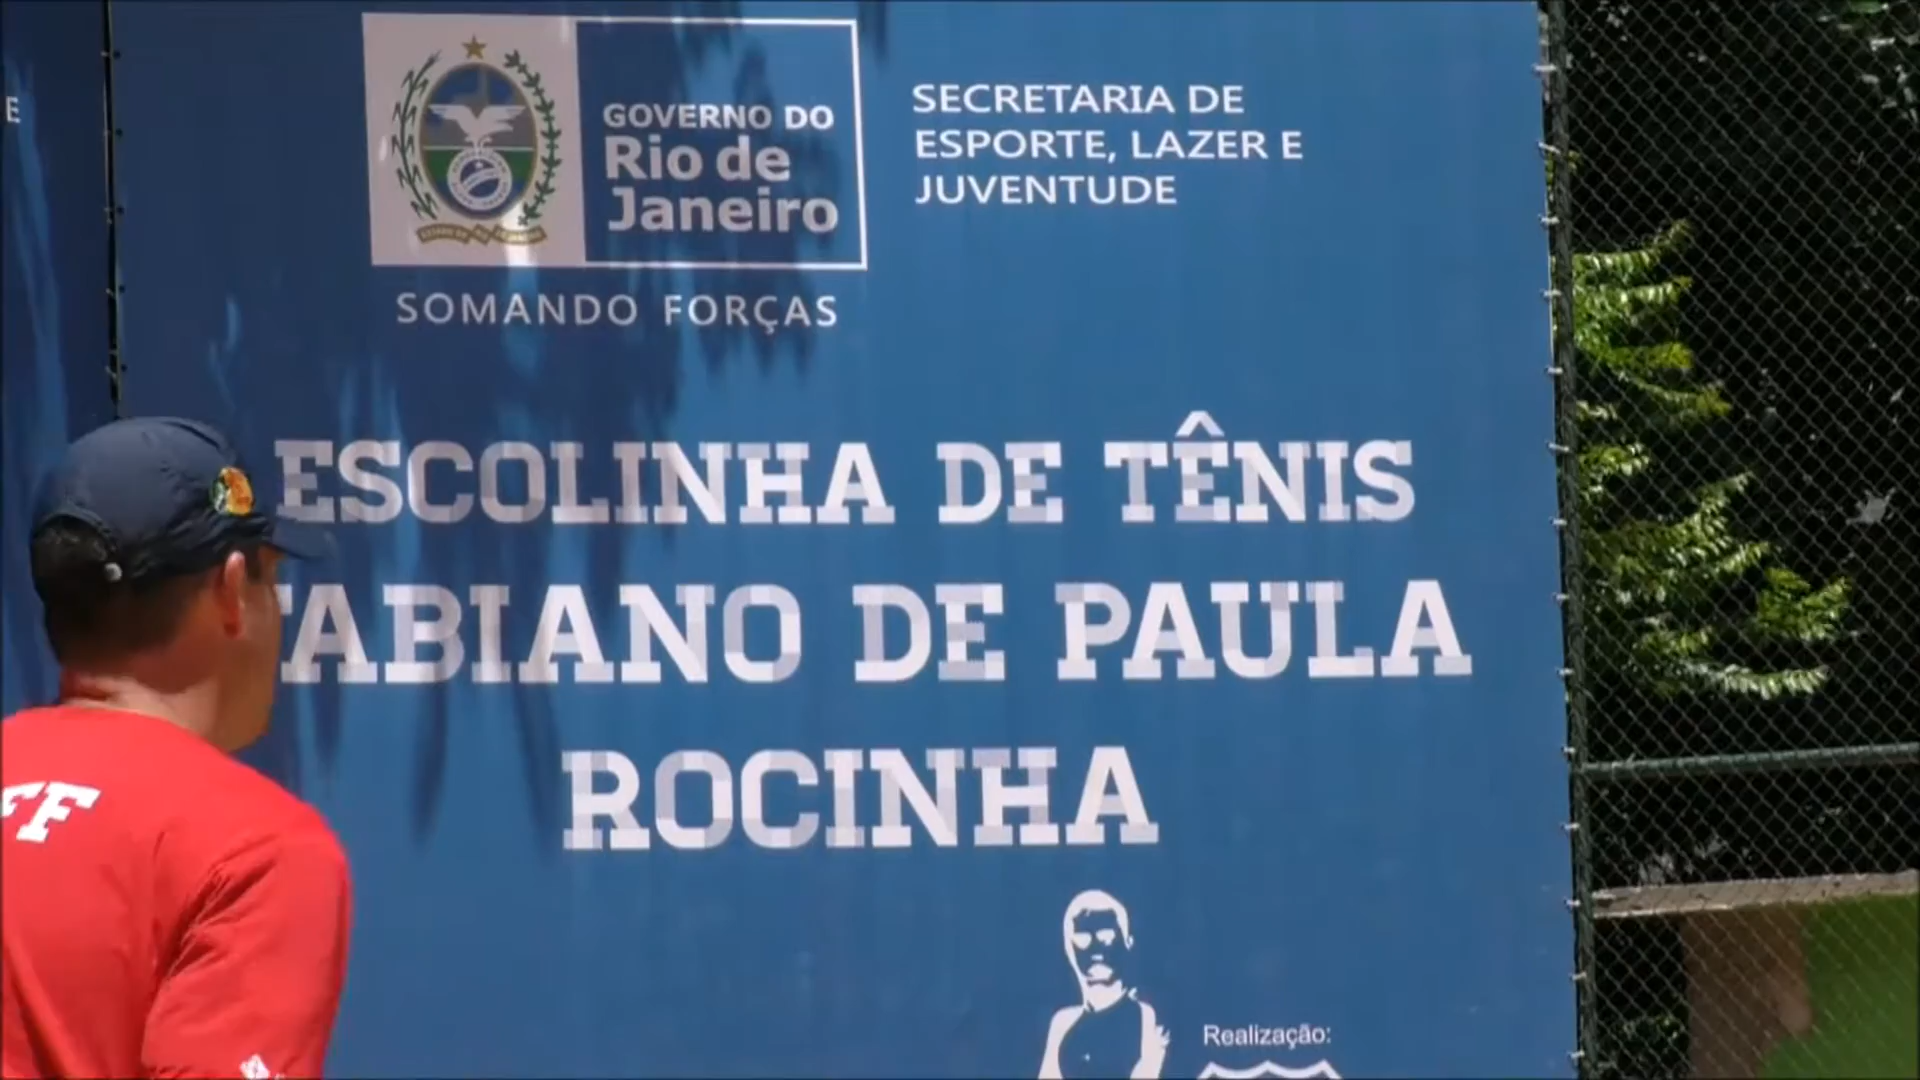 E
GOVERNO DO
Rio de
Janeiro
SECRETARIA DE
ESPORTE, LAZER E
JUVENTUDE
SOMANDO FORÇAS
ESCOLINHA DE TÊNIS
FABIANO DE PAULA
ROCINHA
FF
Realização: